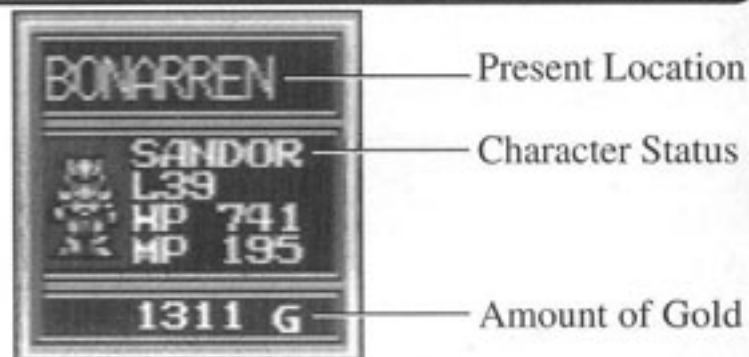 BONARREN
Present Location
SANDOR
Character Status
L39
HP 741
MP 195
1311 G
Amount of Gold